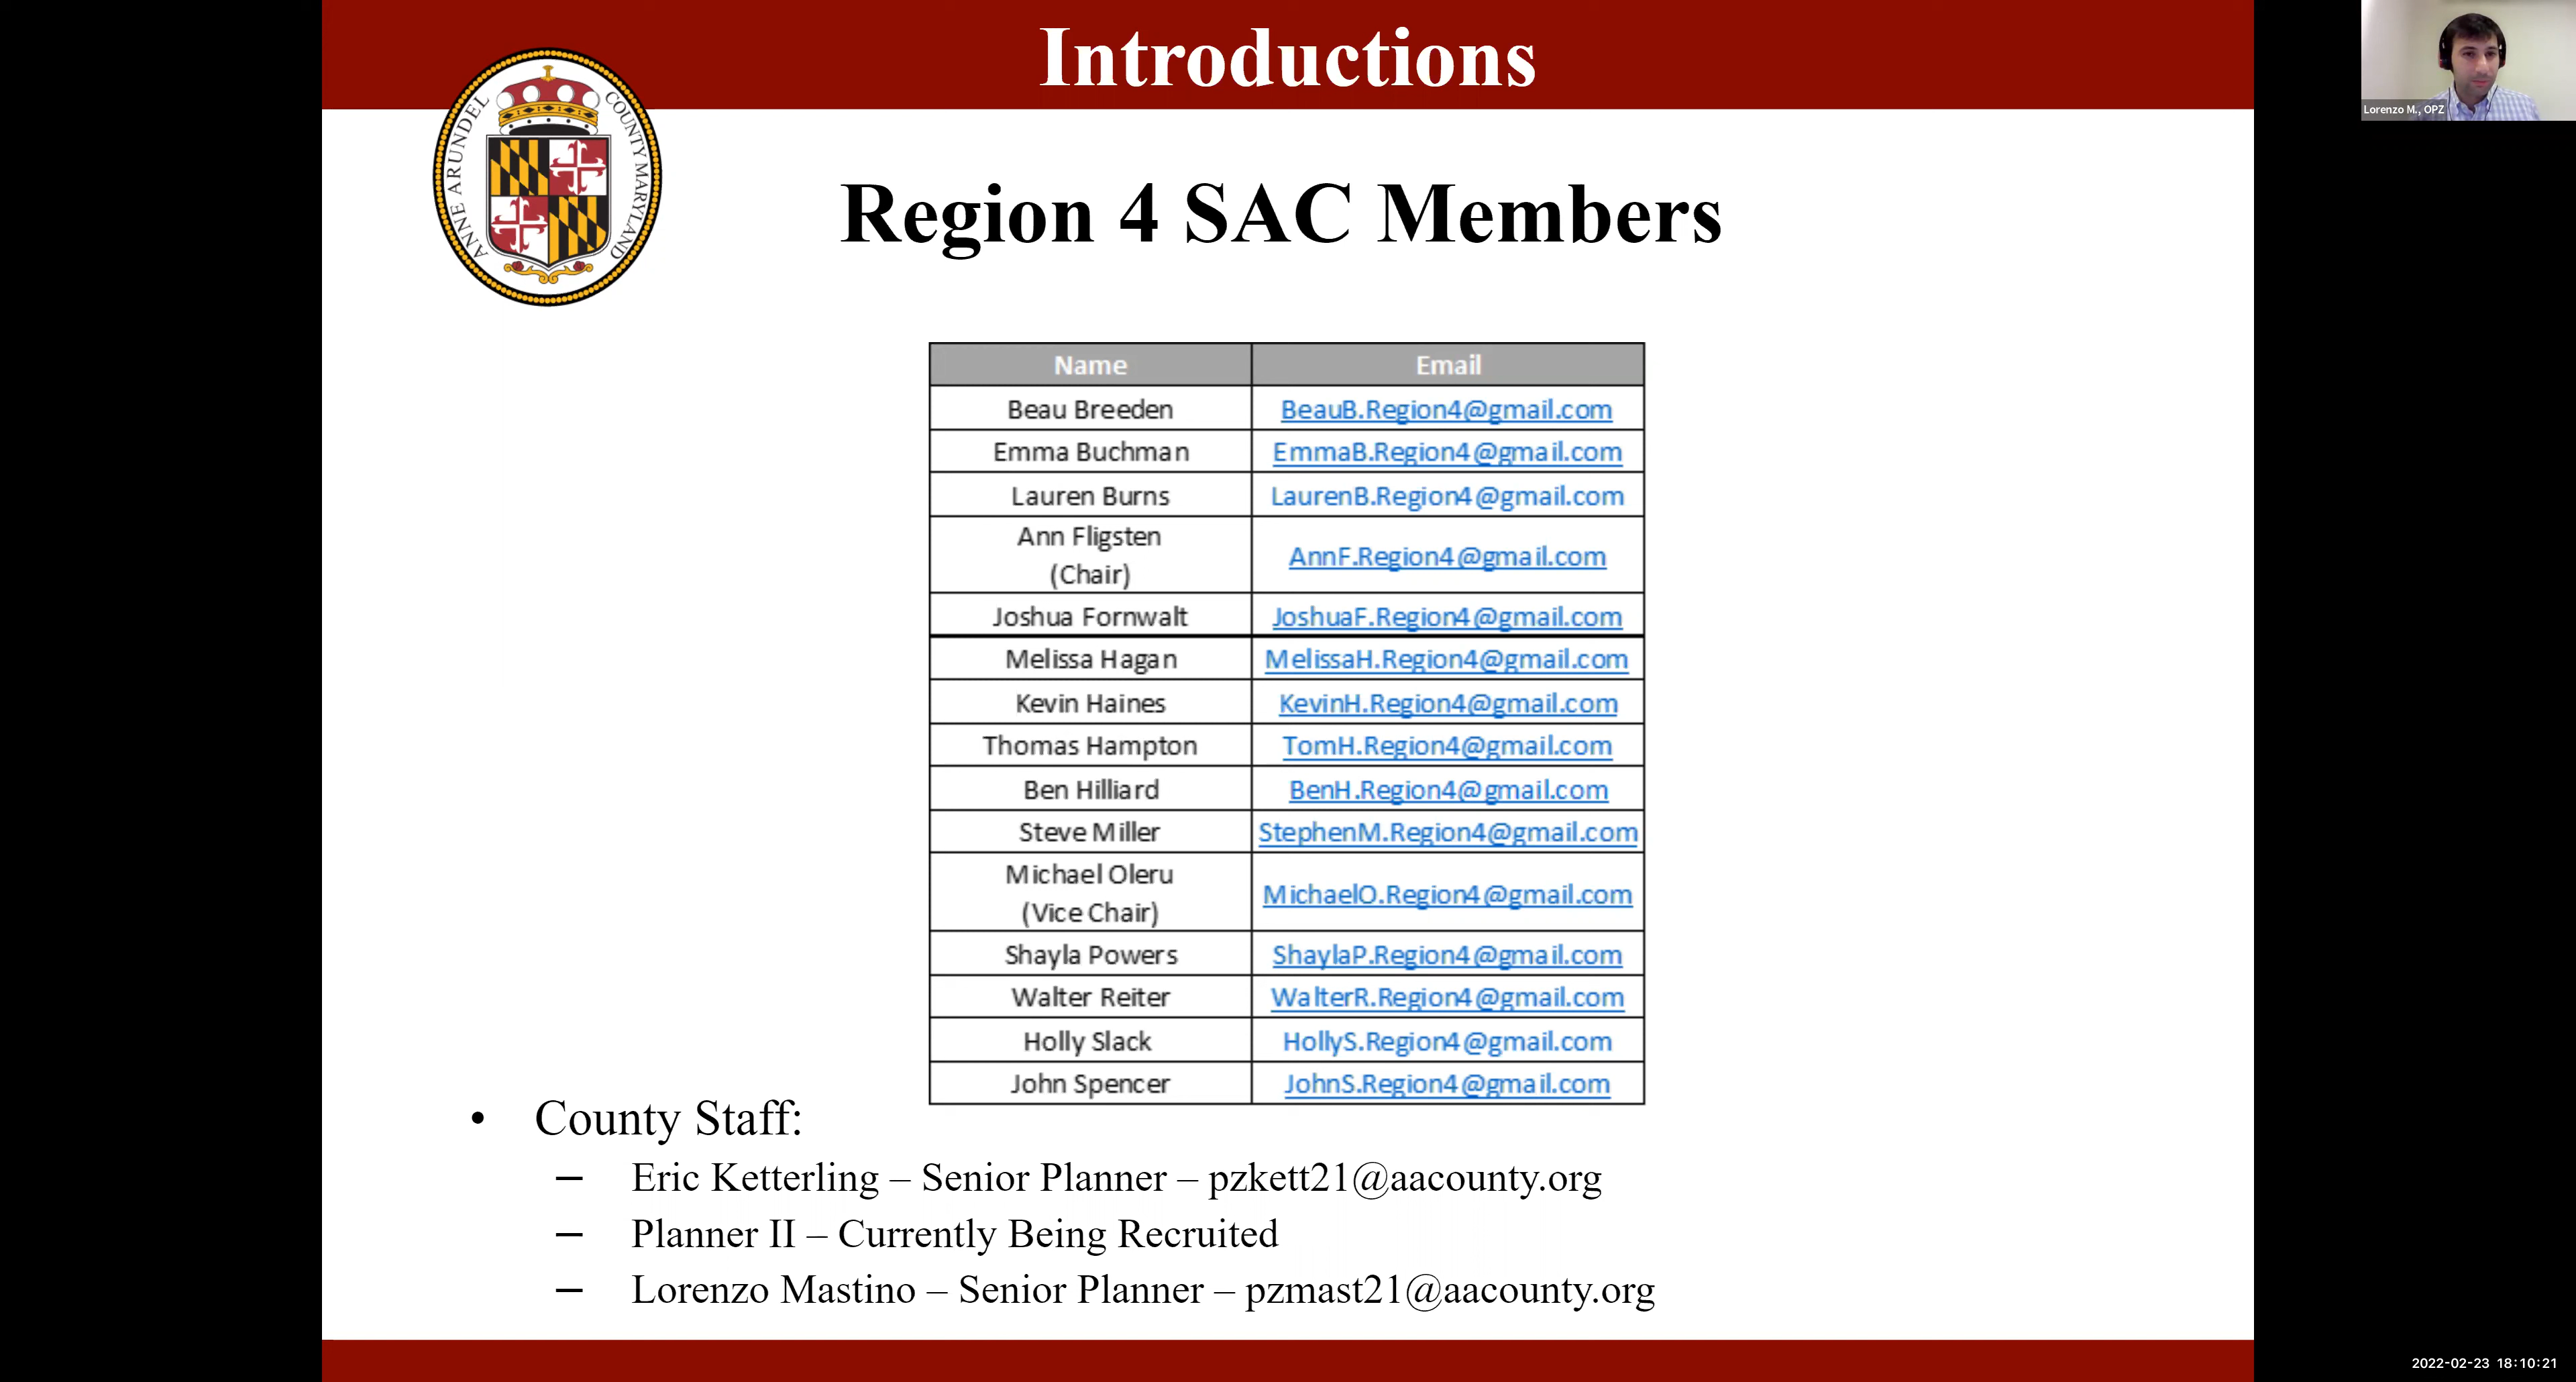 Introductions
Lorenzo M., OPZ
ANNE ARUNDEL COUNTY MARYLAND
Region 4 SAC Members
Name Email
Beau Breeden BeauB.Region4@gmail.com
Emma Buchman EmmaB.Region4@gmail.com
Lauren Burns LaurenB.Region4@gmail.com
Ann Fligsten
(Chair) AnnF.Region4@gmail.com
Joshua Fornwalt JoshuaF.Region4@gmail.com
Melissa Hagan MelissaH.Region4@gmail.com
Kevin Haines KevinH.Region4@gmail.com
Thomas Hampton TomH.Region4@gmail.com
Ben Hilliard BenH.Region4@gmail.com
Steve Miller StephenM.Region4@gmail.com
Michael Oleru
(Vice Chair) MichaelO.Region4@gmail.com
Shayla Powers ShaylaP.Region4@gmail.com
Walter Reiter WalterR.Region4@gmail.com
Holly Slack HollyS.Region4@gmail.com
John Spencer JohnS.Region4@gmail.com
• County Staff:
– Eric Ketterling – Senior Planner – pzkett21@aacounty.org
– Planner II – Currently Being Recruited
– Lorenzo Mastino – Senior Planner – pzmast21@aacounty.org
2022-02-23 18:10:21